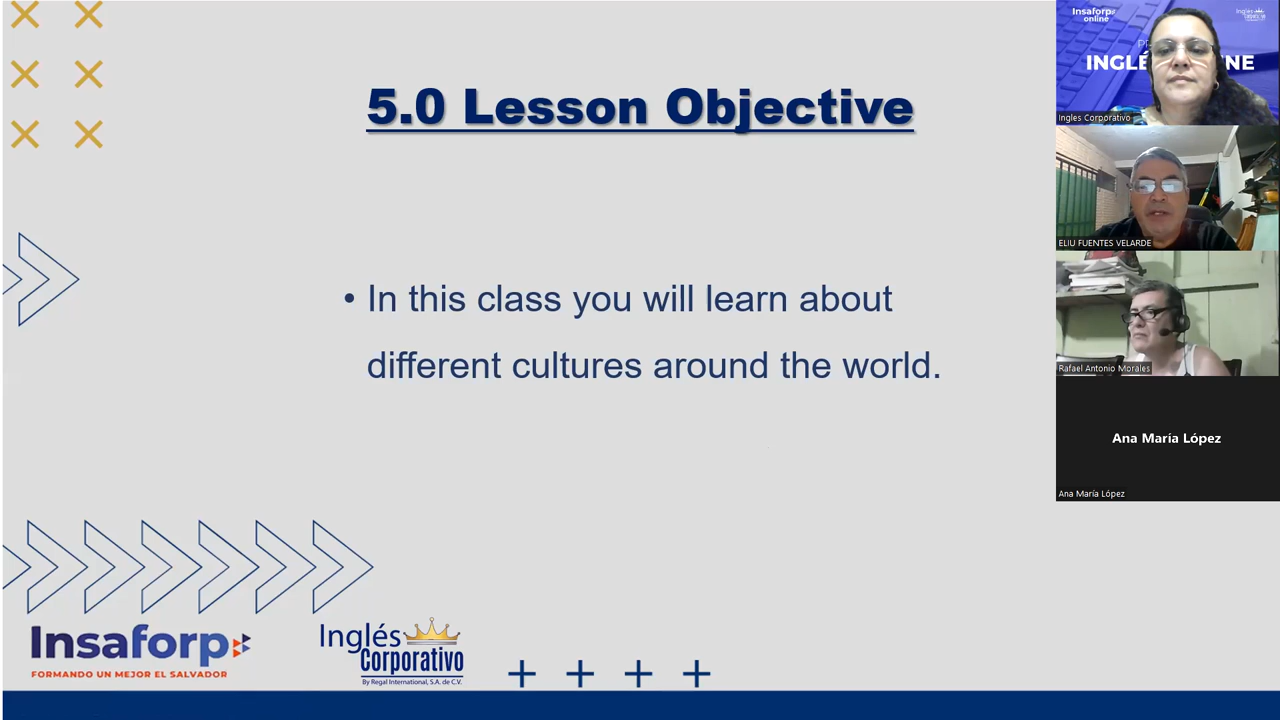 5.0 Lesson Objective
• In this class you will learn about
different cultures around the world.
Insaforp
FORMANDO UN MEJOR EL SALVADOR
Inglés
Corporativo
By Regal International, S.A. de C.V.
Insaforp
online
Inglés
INGLÉ NE
Ingles Corporativo
ELIU FUENTES VELARDE
Rafael Antonio Morales
Ana María López
Ana María López